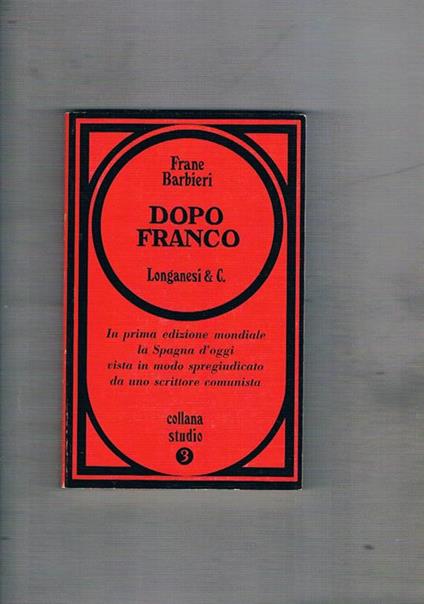 Frane
Barbieri
DOPO
FRANCO
Longanesi & C.
In prima edizione mondiale
la Spagna d'oggi
vista in modo spregiudicato
da uno scrittore comunista
collana
studio
3